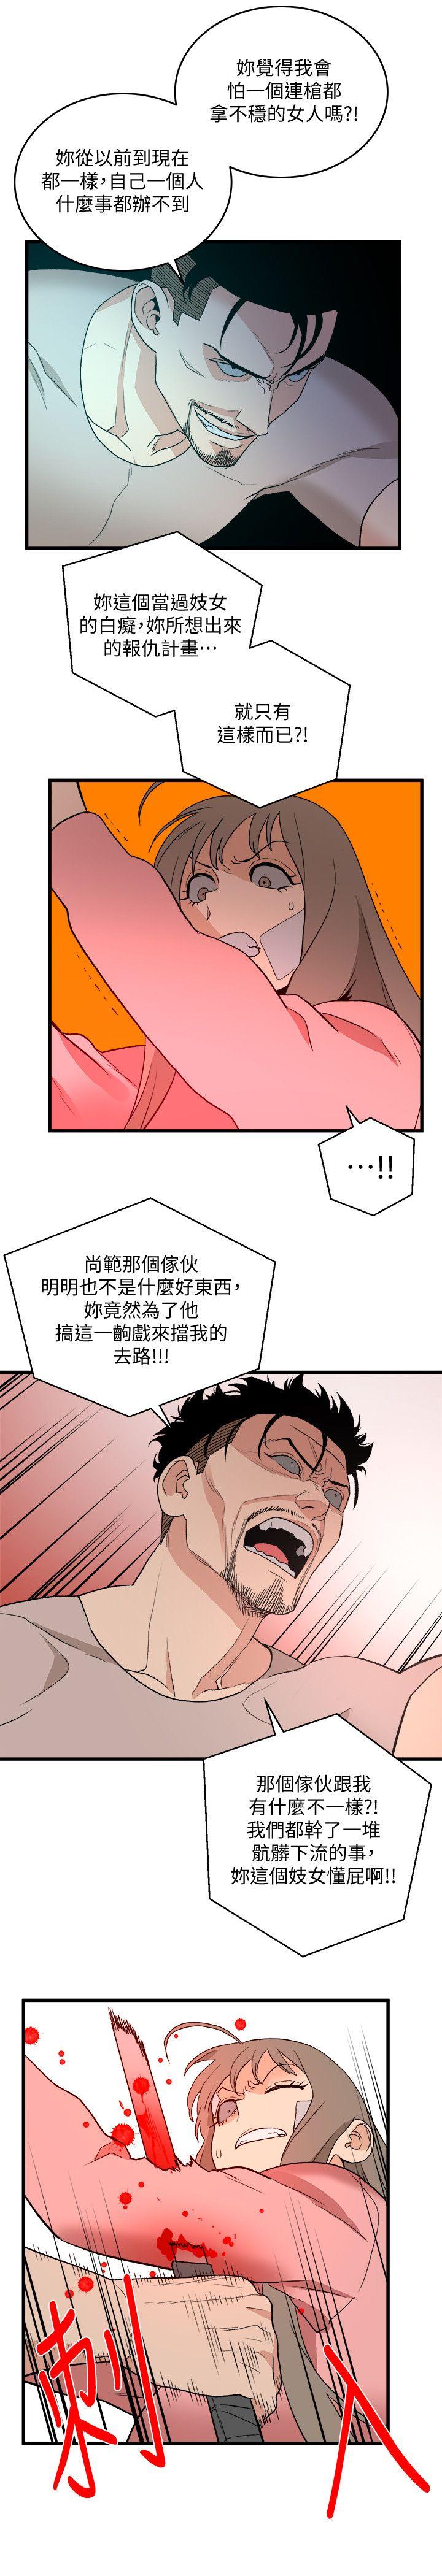 妳覺得我會
怕一個連槍都
拿不穩的女人嗎?!
妳從以前到現在
都一樣，自己一個人
什麼事都辦不到
妳這個當過妓女
的白癡，妳所想出來
的報仇計畫…
就只有
這樣而已?!
…!!
尚範那個傢伙
明明也不是什麼好東西，
妳竟然為了他
搞這一齣戲來擋我的
去路!!!
那個傢伙跟我
有什麼不一樣?!
我們都幹了一堆
骯髒下流的事，
妳這個妓女懂屁啊!!
刺入